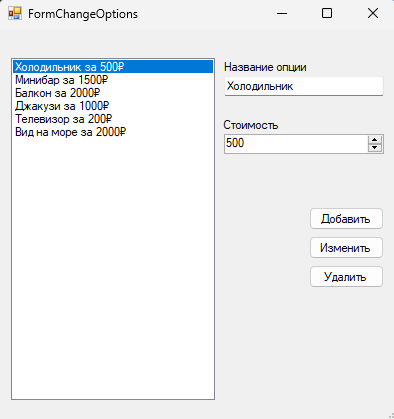 FormChangeOptions
Холодильник за 500₽
Минибар за 1500₽
Балкон за 2000₽
Джакузи за 1000₽
Телевизор за 200₽
Вид на море за 2000₽
Название опции
Холодильник
Стоимость
500
Добавить
Изменить
Удалить